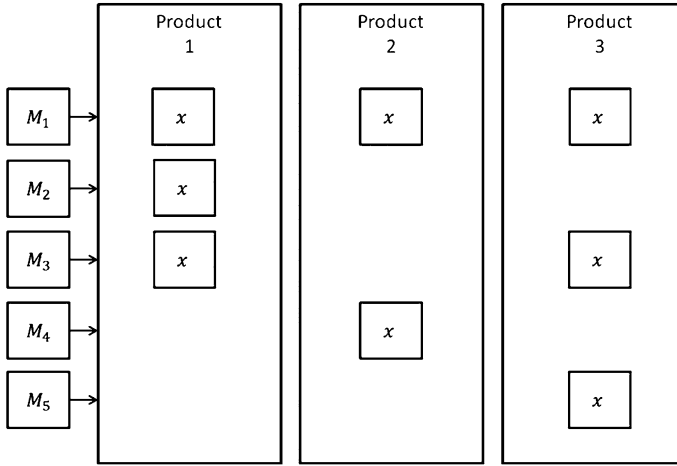 Product Product Product
1 2 3
M₁ x x x
M₂ x
M₃ x x
M₄ x
M₅ x